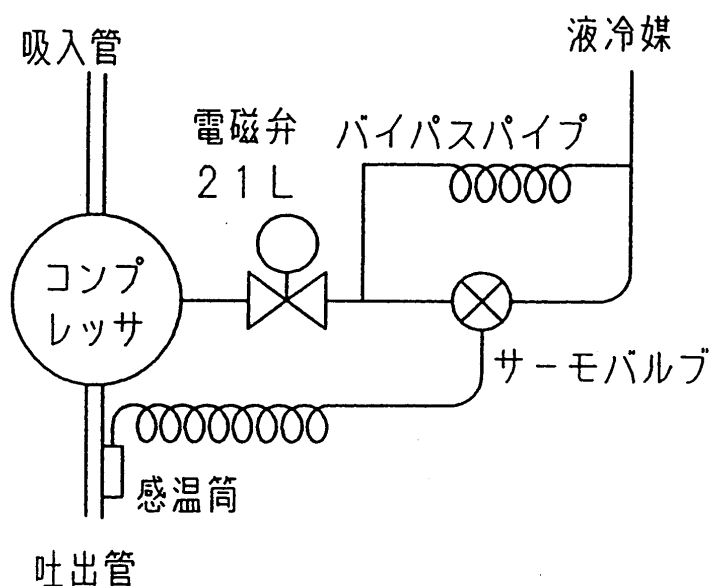 吸入管
液冷媒
電磁弁
21L
バイパスパイプ
コンプ
レッサ
サーモバルブ
感温筒
吐出管